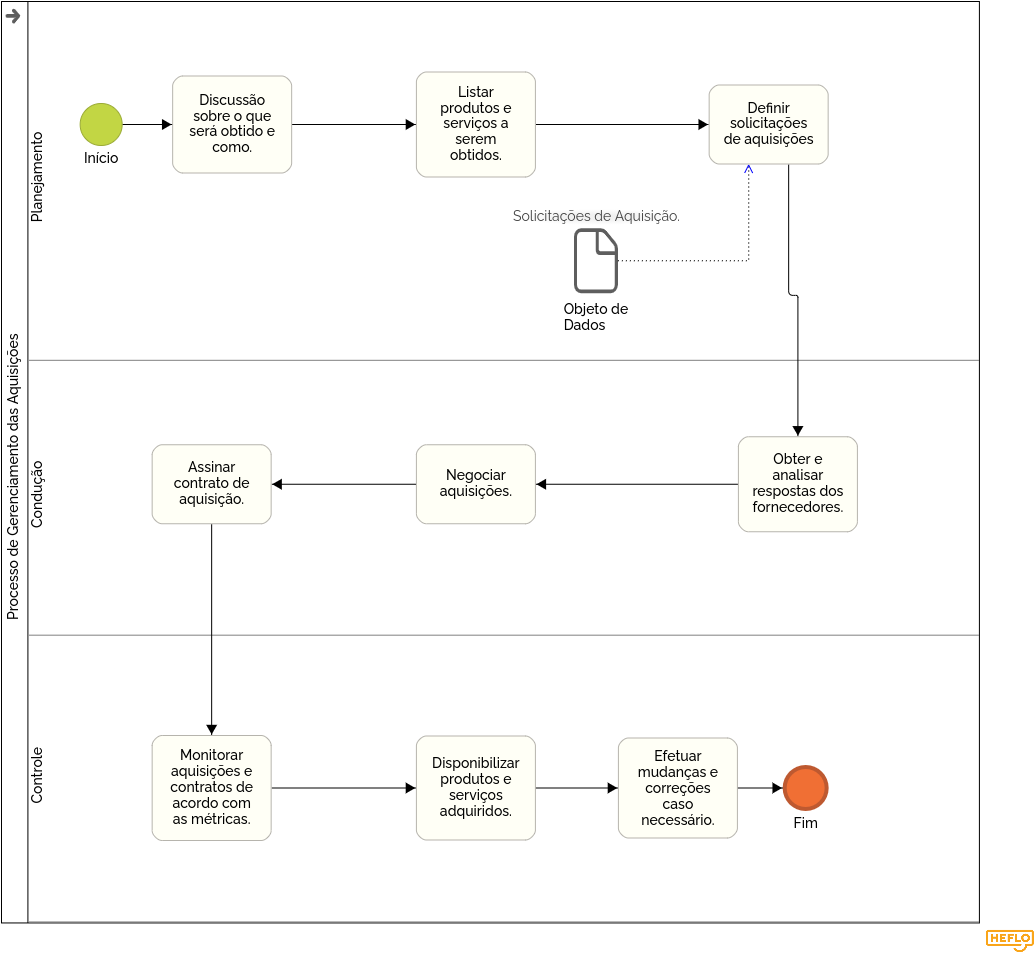 Processo de Gerenciamento das Aquisições
Planejamento
Início
Discussão
sobre o que
será obtido e
como.
Listar
produtos e
serviços a
serem
obtidos.
Definir
solicitações
de aquisições
Solicitações de Aquisição.
Objeto de
Dados
Condução
Obter e
analisar
respostas dos
fornecedores.
Negociar
aquisições.
Assinar
contrato de
aquisição.
Controle
Monitorar
aquisições e
contratos de
acordo com
as métricas.
Disponibilizar
produtos e
serviços
adquiridos.
Efetuar
mudanças e
correções
caso
necessário.
Fim
HEFLO